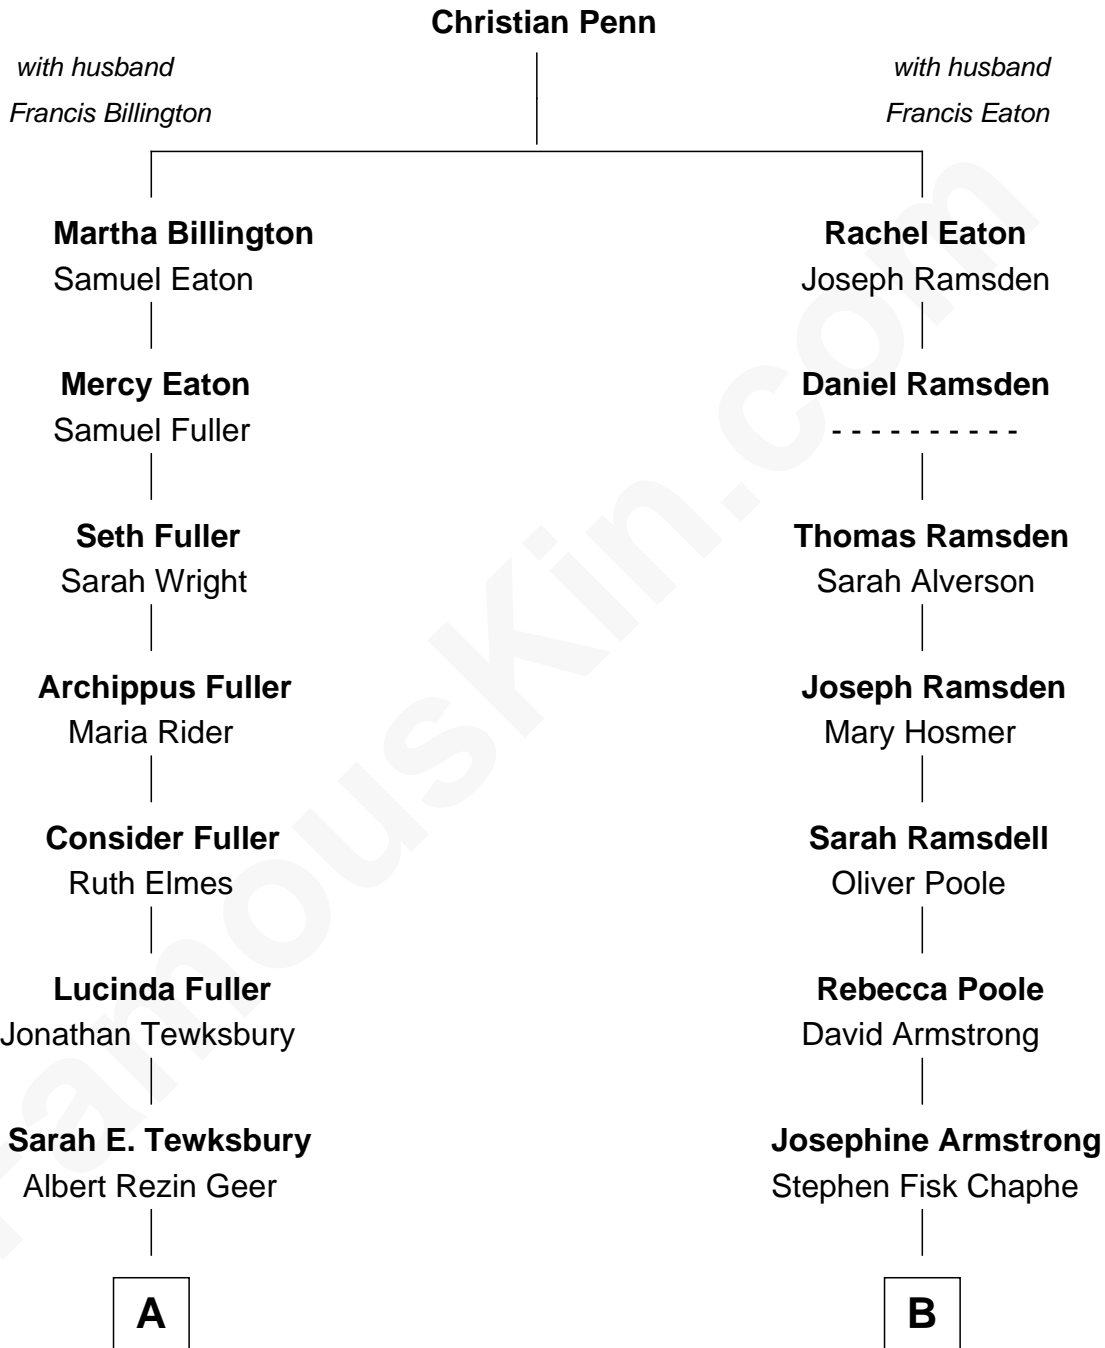 Christian Penn
with husband
Francis Billington
with husband
Francis Eaton
Martha Billington
Samuel Eaton
Rachel Eaton
Joseph Ramsden
Mercy Eaton
Samuel Fuller
Daniel Ramsden
- - - - - - - - - -
Seth Fuller
Sarah Wright
Thomas Ramsden
Sarah Alverson
Archippus Fuller
Maria Rider
Joseph Ramsden
Mary Hosmer
Consider Fuller
Ruth Elmes
Sarah Ramsdell
Oliver Poole
Lucinda Fuller
Jonathan Tewksbury
Rebecca Poole
David Armstrong
Sarah E. Tewksbury
Albert Rezin Geer
Josephine Armstrong
Stephen Fisk Chaphe
A
B
FamousKin.com